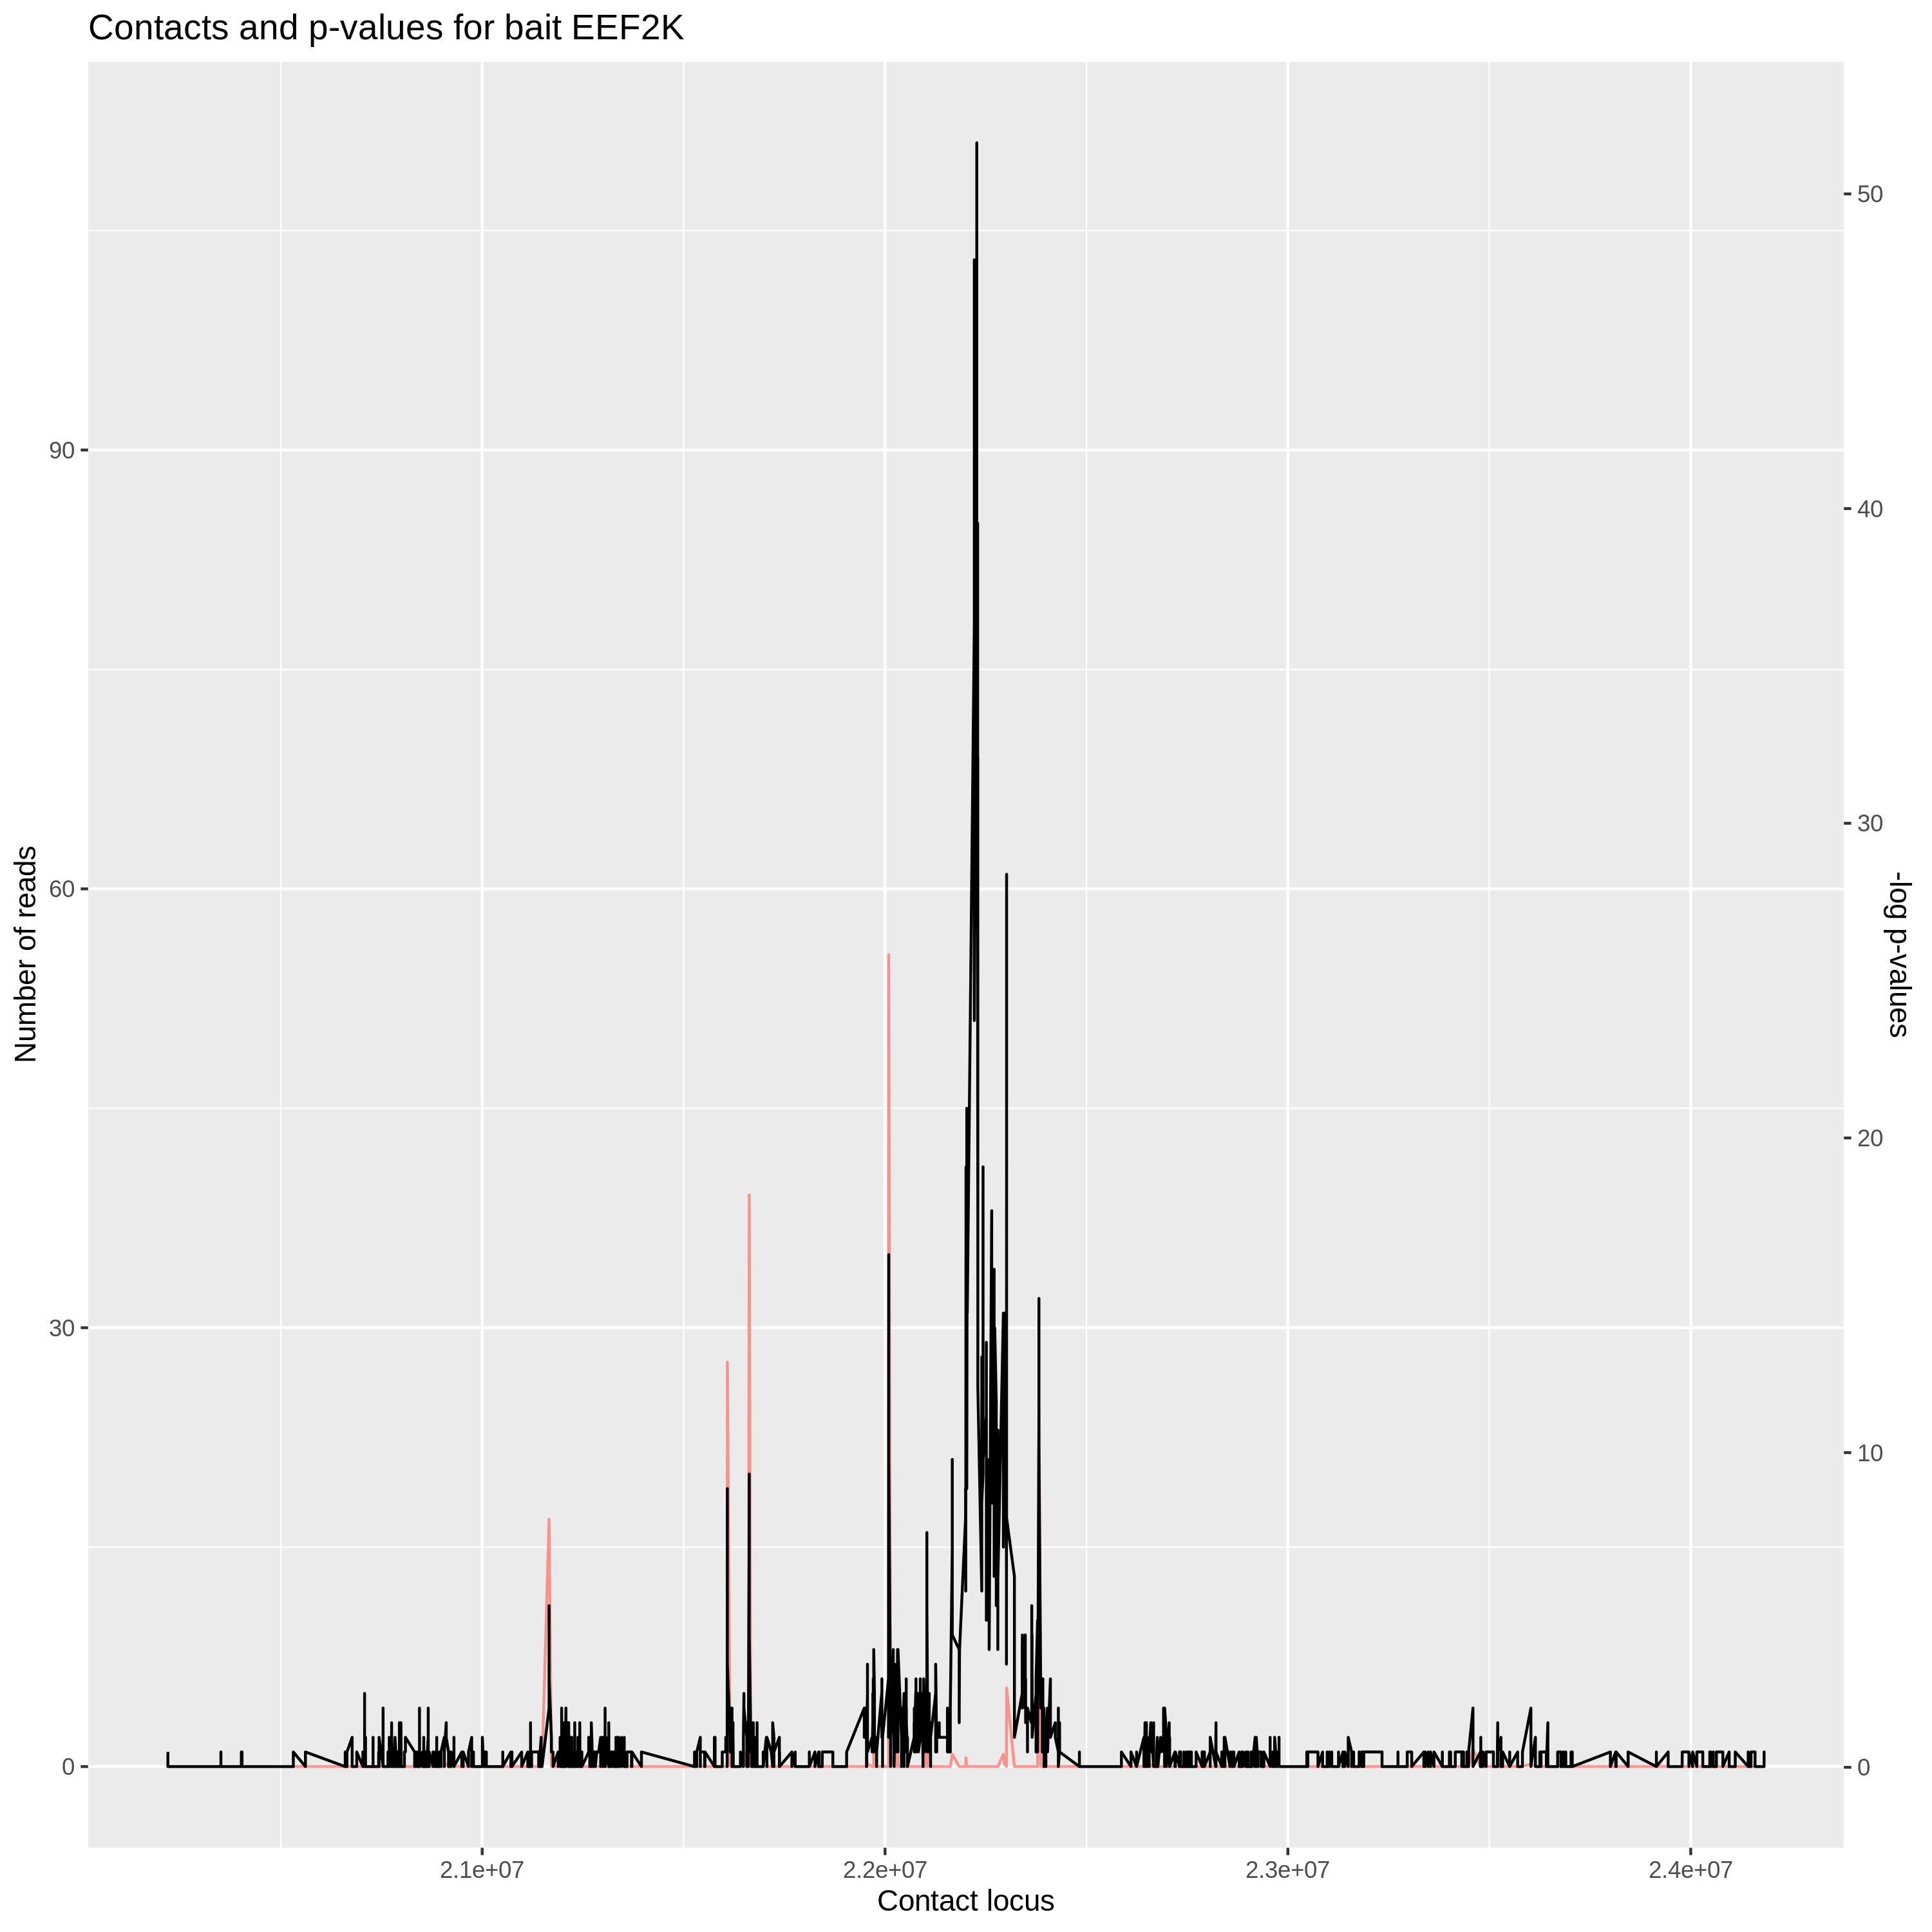 Contacts and p-values for bait EEF2K
Number of reads
90
60
30
0
50
40
30
20
10
0
-log p-values
2.1e+07 2.2e+07 2.3e+07 2.4e+07
Contact locus